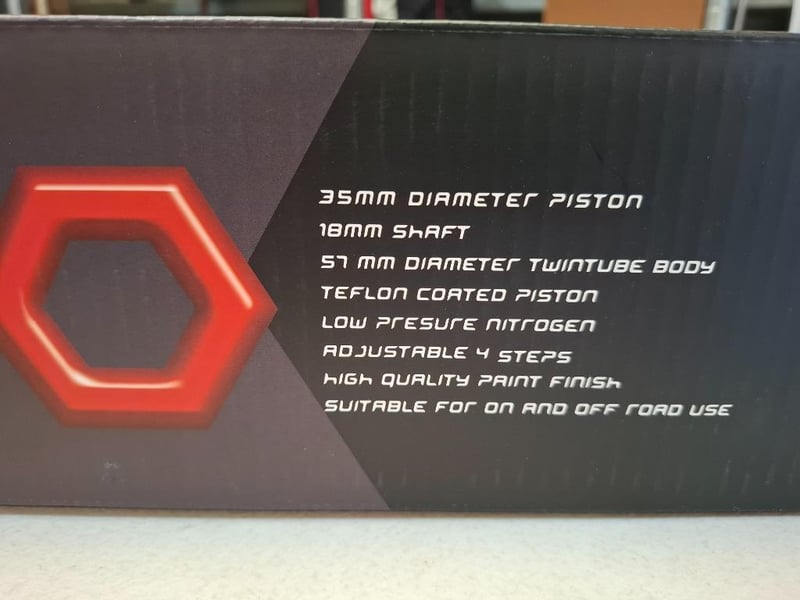 35MM DIAMETER PISTON
18MM SHAFT
57 MM DIAMETER TWINTUBE BODY
TEFLON COATED PISTON
LOW PRESURE NITROGEN
ADJUSTABLE 4 STEPS
HIGH QUALITY PAINT FINISH
SUITABLE FOR ON AND OFF ROAD USE